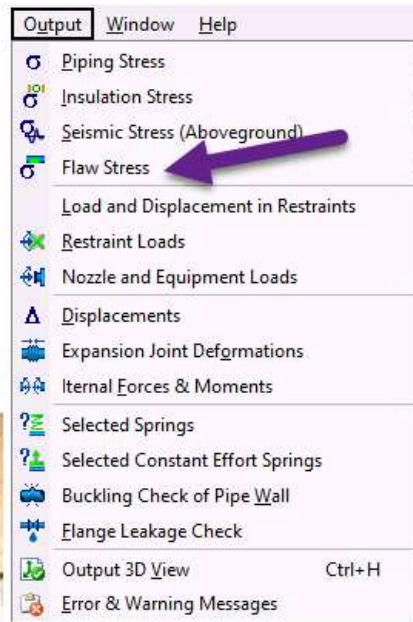 Output Window Help
σ Piping Stress
σ Insulation Stress
Seismic Stress (Aboveground)
σ Flaw Stress
Load and Displacement in Restraints
Restraint Loads
Nozzle and Equipment Loads
Δ Displacements
Expansion Joint Deformations
Iternal Forces & Moments
? Selected Springs
? Selected Constant Effort Springs
Buckling Check of Pipe Wall
Flange Leakage Check
Output 3D View Ctrl+H
Error & Warning Messages